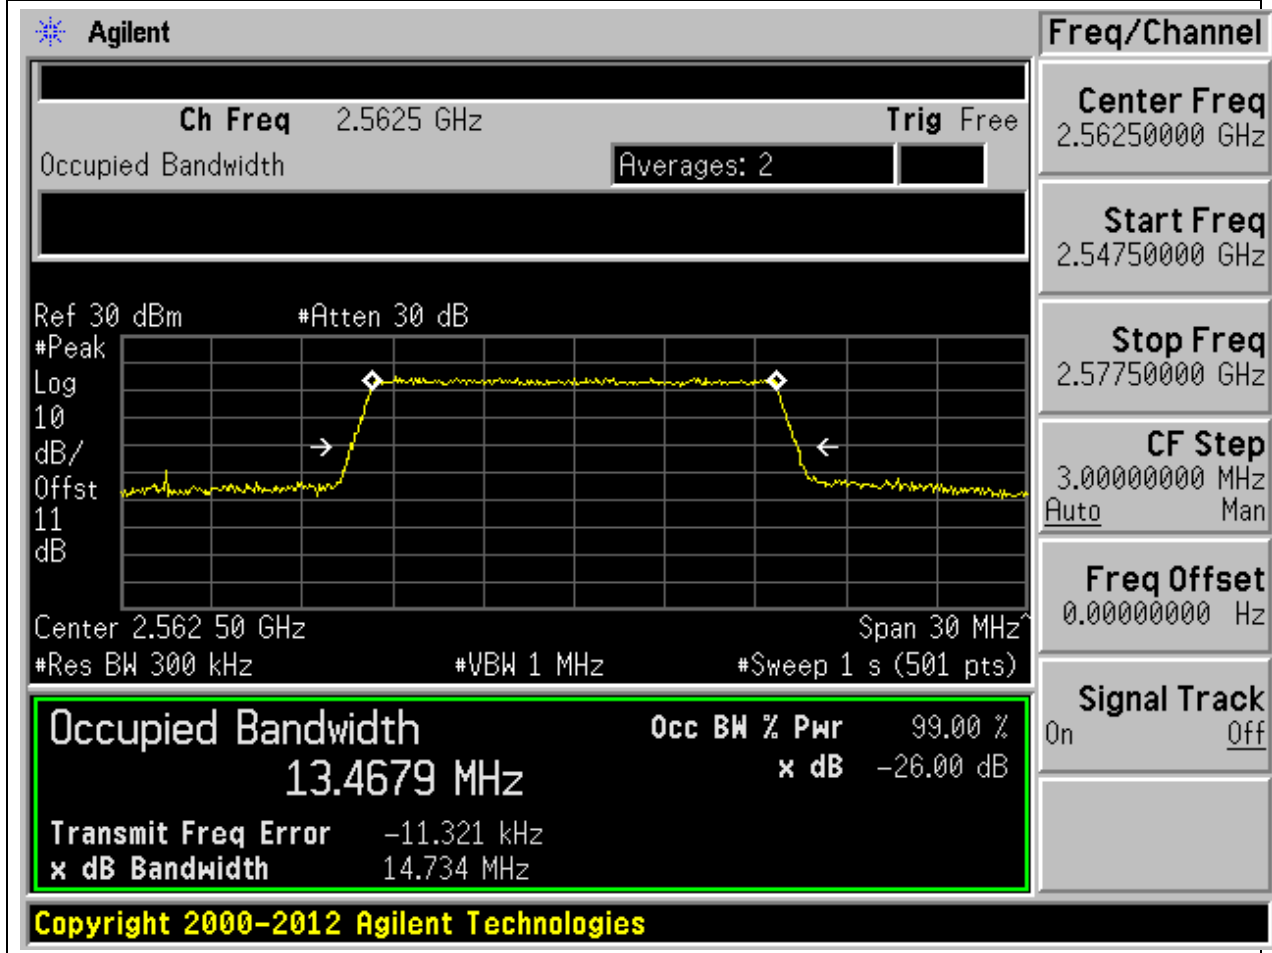 Agilent
Freq/Channel
Ch Freq 2.5625 GHz Trig Free
Occupied Bandwidth Averages: 2
Center Freq
2.56250000 GHz
Start Freq
2.54750000 GHz
Stop Freq
2.57750000 GHz
CF Step
3.00000000 MHz
Auto Man
Freq Offset
0.00000000 Hz
Signal Track
On Off
Ref 30 dBm #Atten 30 dB
#Peak
Log
10
dB/
Offst
11
dB
Center 2.562 50 GHz Span 30 MHz^
#Res BW 300 kHz #VBW 1 MHz #Sweep 1 s (501 pts)
Occupied Bandwidth Occ BW % Pwr 99.00 %
13.4679 MHz x dB -26.00 dB
Transmit Freq Error -11.321 kHz
x dB Bandwidth 14.734 MHz
Copyright 2000-2012 Agilent Technologies